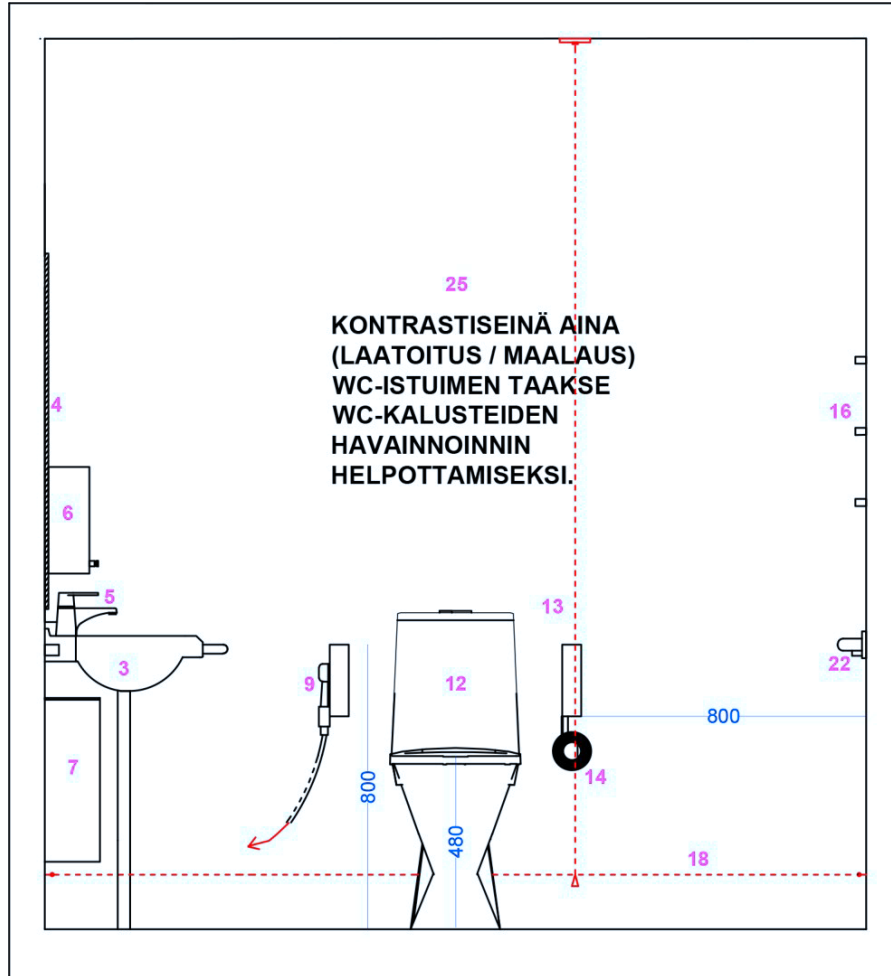 25
KONTRASTISEINÄ AINA
(LAATOITUS / MAALAUS)
WC-ISTUIMEN TAAKSE
WC-KALUSTEIDEN
HAVAINNOINNIN
HELPOTTAMISEKSI.
4
16
6
5
13
3
9
12
22
800
7
14
800
480
18